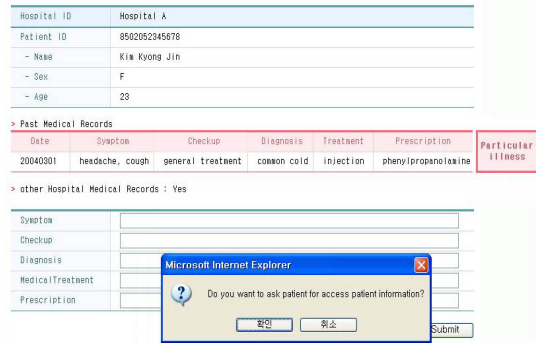 Hospital ID Hospital A
Patient ID 8502052345678
- Name Kim Kyong Jin
- Sex F
- Age 23
> Past Medical Records
Date Symptom Checkup Diagnosis Treatment Prescription Particular illness
20040301 headache, cough general treatment common cold injection phenylpropanolamine
> other Hospital Medical Records : Yes
Symptom
Checkup
Diagnosis
MedicalTreatment
Prescription
Microsoft Internet Explorer
Do you want to ask patient for access patient information?
확인 취소
Submit